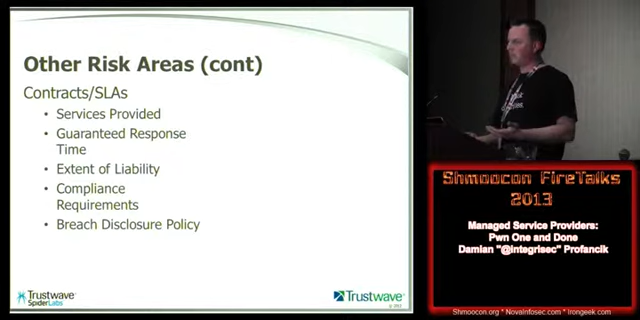 Other Risk Areas (cont)
Contracts/SLAs
• Services Provided
• Guaranteed Response
Time
• Extent of Liability
• Compliance
Requirements
• Breach Disclosure Policy
Trustwave
SpiderLabs
Trustwave
Shmoocon FireTalks
2013
Managed Service Providers:
Pwn One and Done
Damian "@integrisec" Profancik
Shmoocon.org * NovaInfosec.com * Irongeek.com